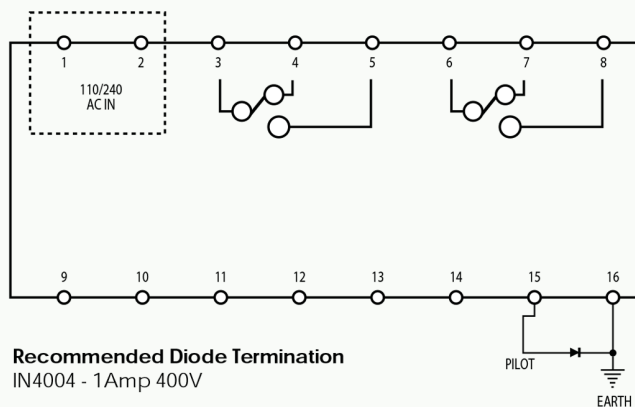 1 2 3 4 5 6 7 8
110/240
AC IN
9 10 11 12 13 14 15 16
Recommended Diode Termination
IN4004 - 1Amp 400V
PILOT
EARTH